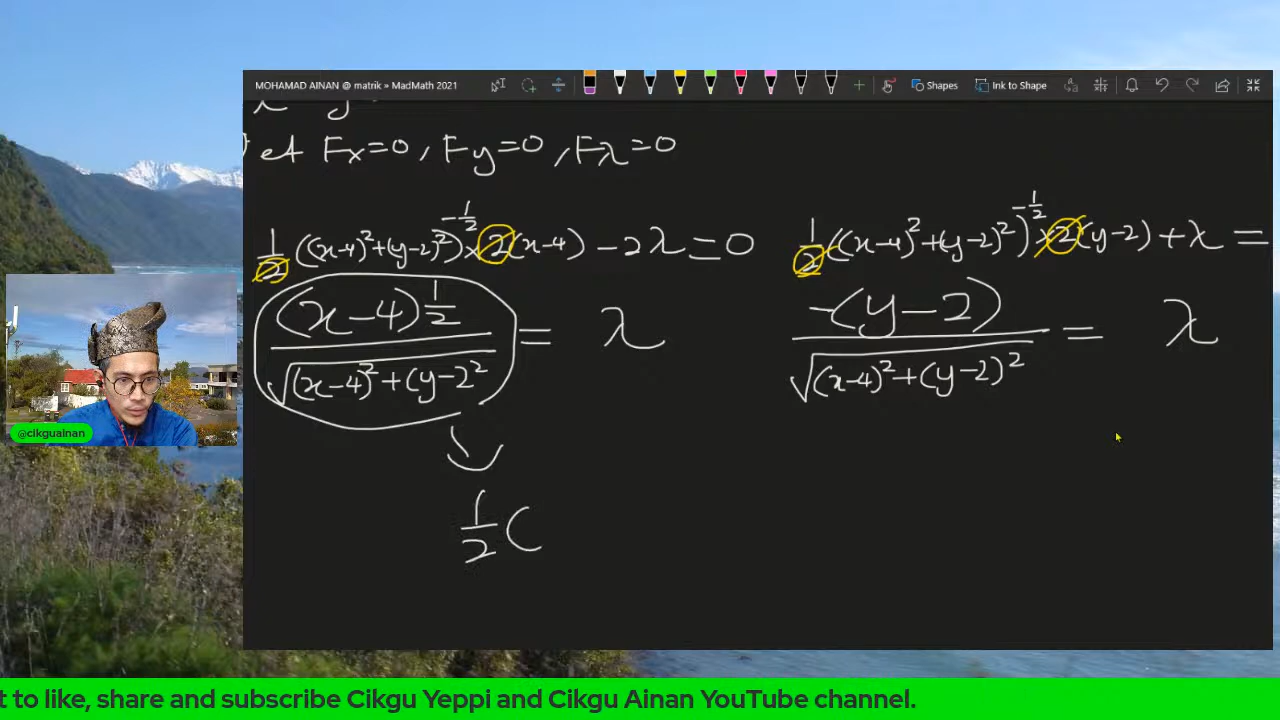 MOHAMAD AINAN @ matrik » MadMath 2021
Shapes
Ink to Shape
et Fx=0, Fy=0, Fλ=0
1/2 ((x-4)²+(y-2)²)^-1/2 × 2(x-4) - 2λ = 0
1/2 ((x-4)²+(y-2)²)^-1/2 × 2(y-2) + λ =
(x-4) 1/2 / √(x-4)²+(y-2² = λ
-(y-2) / √(x-4)²+(y-2)² = λ
1/2 (
@cikguainan
t to like, share and subscribe Cikgu Yeppi and Cikgu Ainan YouTube channel.